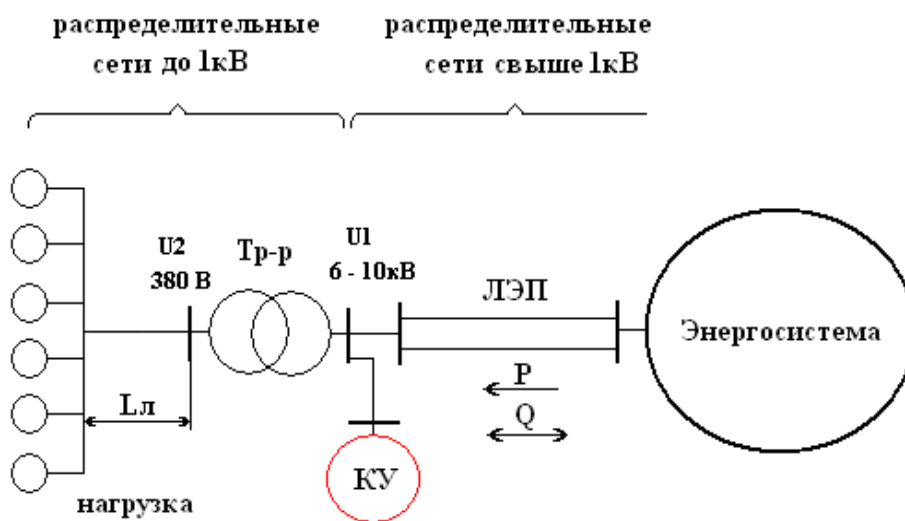 распределительные
сети до 1кВ
распределительные
сети свыше 1кВ
U2
380 В
Тр-р
U1
6 - 10кВ
ЛЭП
Энергосистема
P
Q
Lл
КУ
нагрузка